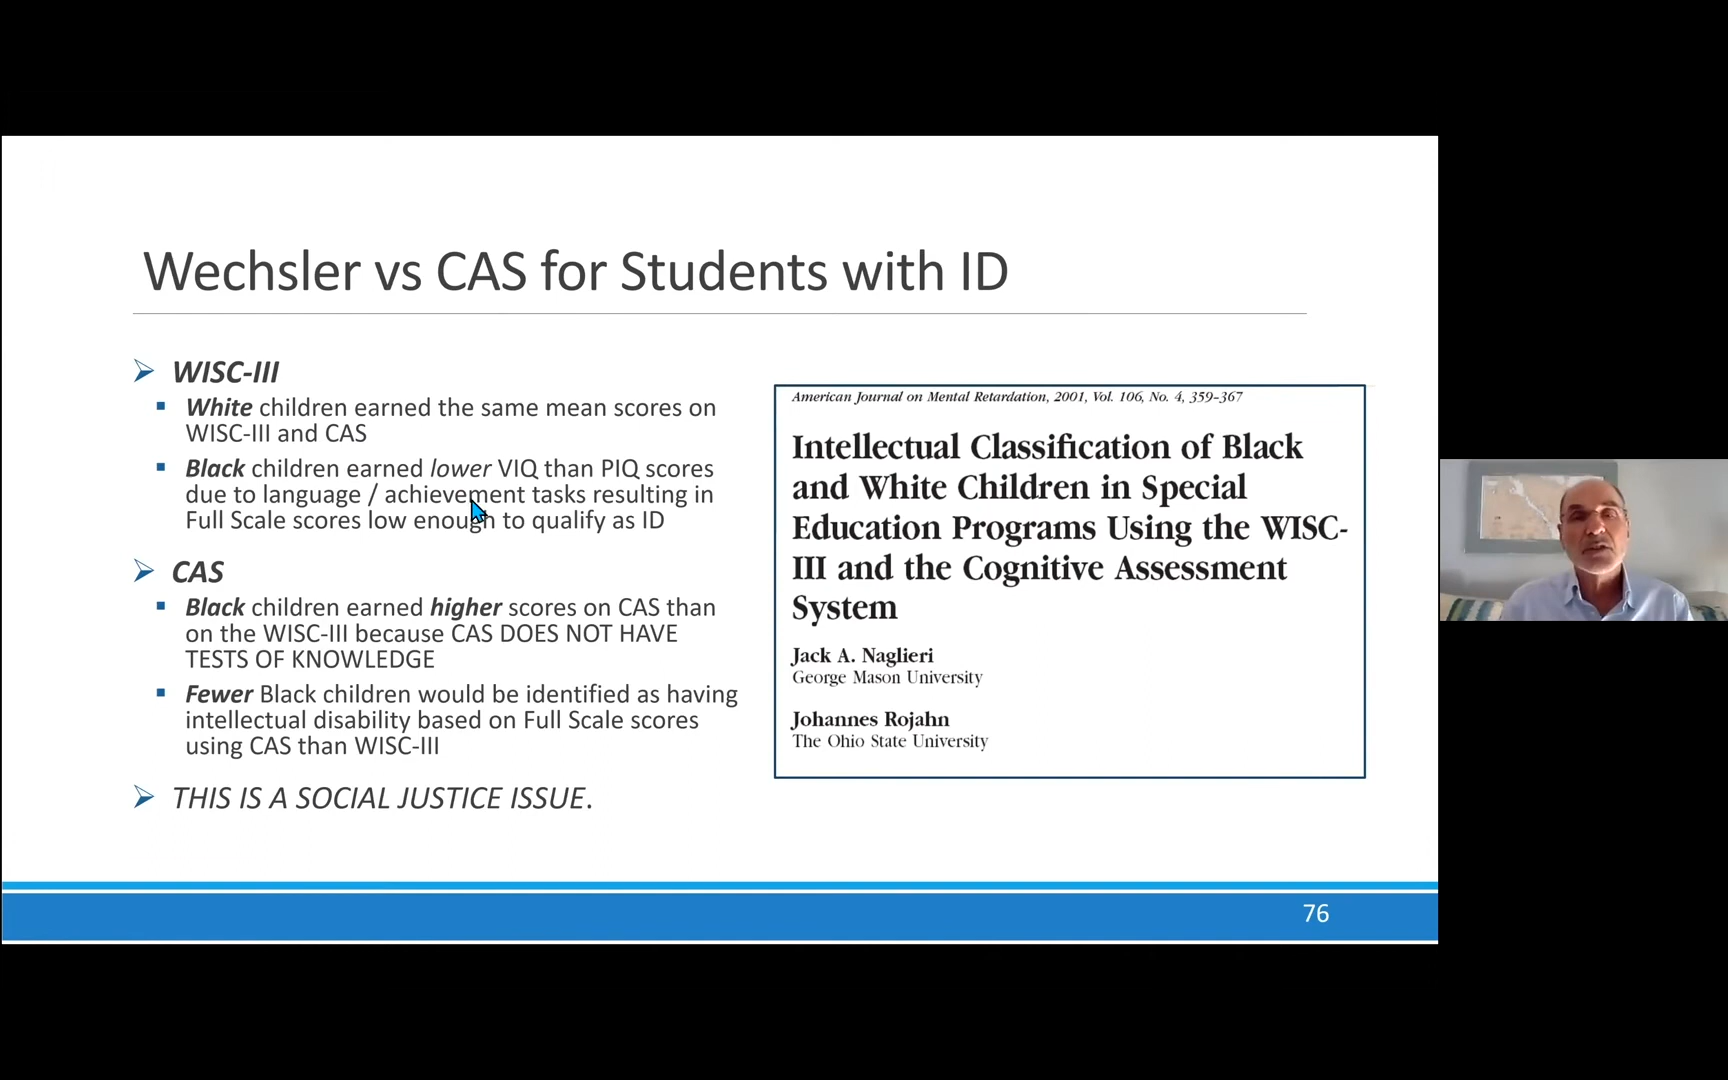 Wechsler vs CAS for Students with ID
WISC-III
White children earned the same mean scores on
WISC-III and CAS
Black children earned lower VIQ than PIQ scores
due to language / achievement tasks resulting in
Full Scale scores low enough to qualify as ID
CAS
Black children earned higher scores on CAS than
on the WISC-III because CAS DOES NOT HAVE
TESTS OF KNOWLEDGE
Fewer Black children would be identified as having
intellectual disability based on Full Scale scores
using CAS than WISC-III
THIS IS A SOCIAL JUSTICE ISSUE.
American Journal on Mental Retardation, 2001, Vol. 106, No. 4, 359–367
Intellectual Classification of Black
and White Children in Special
Education Programs Using the WISC-
III and the Cognitive Assessment
System
Jack A. Naglieri
George Mason University
Johannes Rojahn
The Ohio State University
76